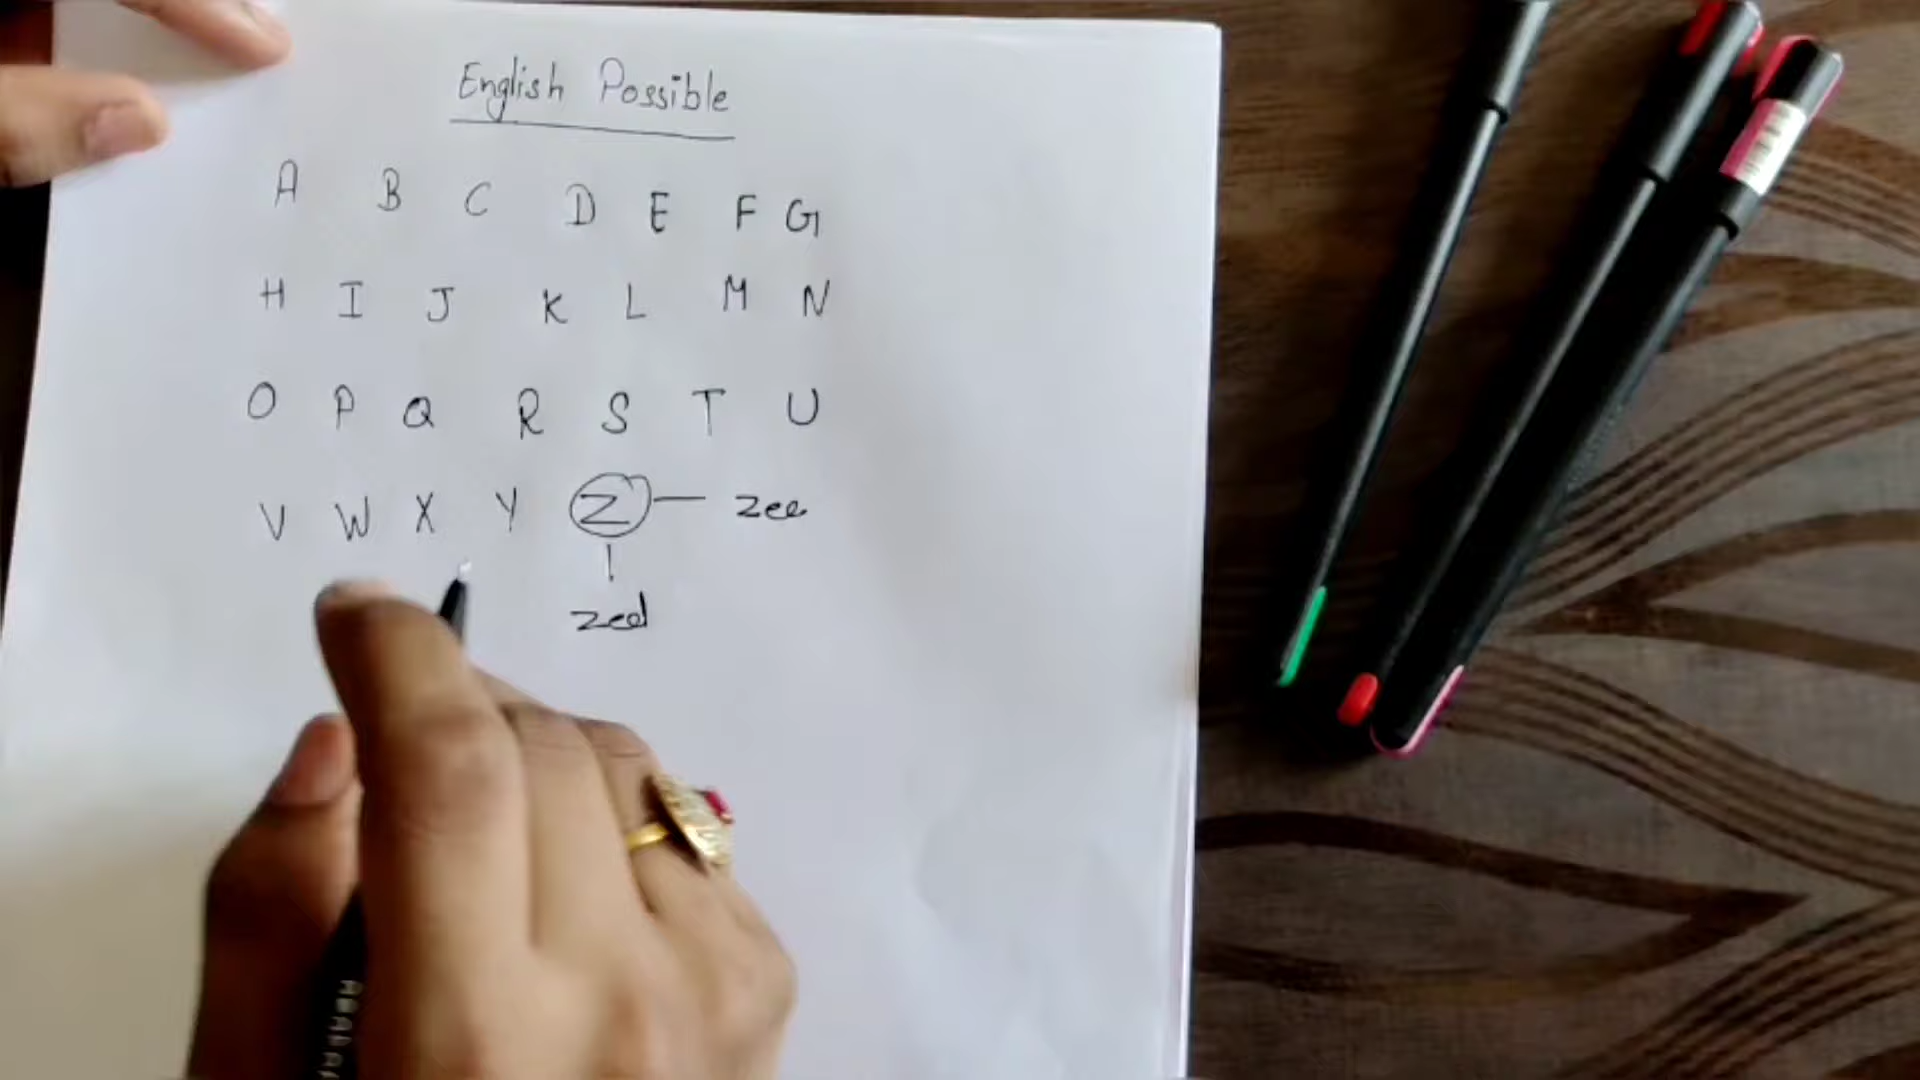 English Possible
A B C D E F G
H I J K L M N
O P Q R S T U
V W X Y Z — zee
zed